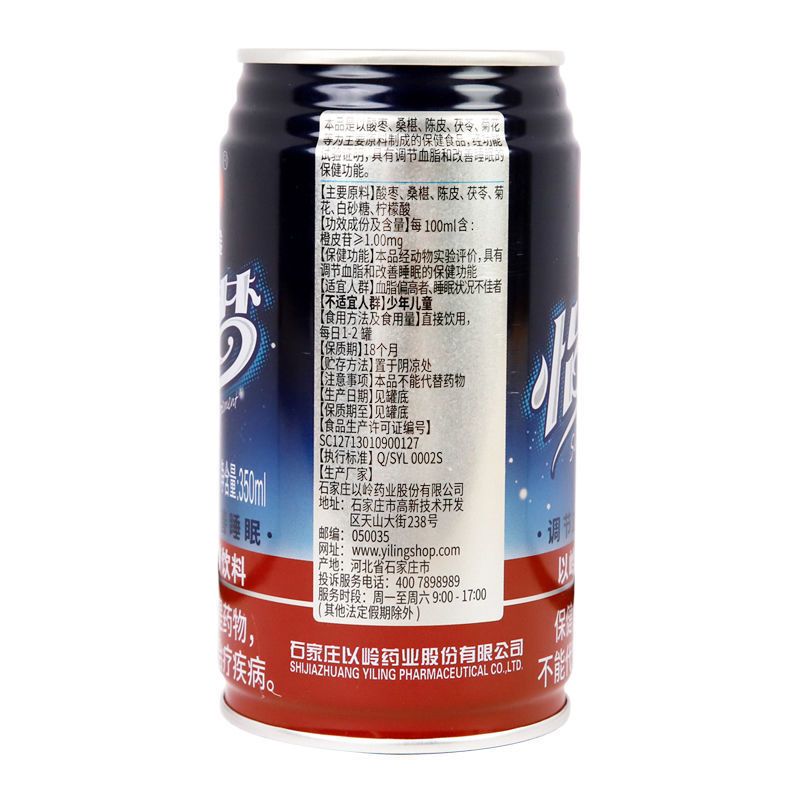 本品是以酸枣、桑椹、陈皮、茯苓、菊花
等为主要原料制成的保健食品，经功能
试验证明，具有调节血脂和改善睡眠的
保健功能。
【主要原料】酸枣、桑椹、陈皮、茯苓、菊
花、白砂糖、柠檬酸
【功效成份及含量】每100ml含：
橙皮苷≥1.00mg
【保健功能】本品经动物实验评价，具有
调节血脂和改善睡眠的保健功能
【适宜人群】血脂偏高者、睡眠状况不佳者
【不适宜人群】少年儿童
【食用方法及食用量】直接饮用，
每日1-2罐
【保质期】18个月
【贮存方法】置于阴凉处
【注意事项】本品不能代替药物
【生产日期】见罐底
【保质期至】见罐底
【食品生产许可证编号】
SC12713010900127
【执行标准】Q/SYL 0002S
【生产厂家】
石家庄以岭药业股份有限公司
地址：石家庄市高新技术开发
区天山大街238号
邮编：050035
网址：www.yilingshop.com
产地：河北省石家庄市
投诉服务电话：400 7898989
服务时段：周一至周六 9:00 - 17:00
（其他法定假期除外）
石家庄以岭药业股份有限公司
SHIJIAZHUANG YILING PHARMACEUTICAL CO.,LTD.
梦
含量:350ml
睡眠·
饮料
药物，
治疗疾病。
·调节
以岭
保健
不能代